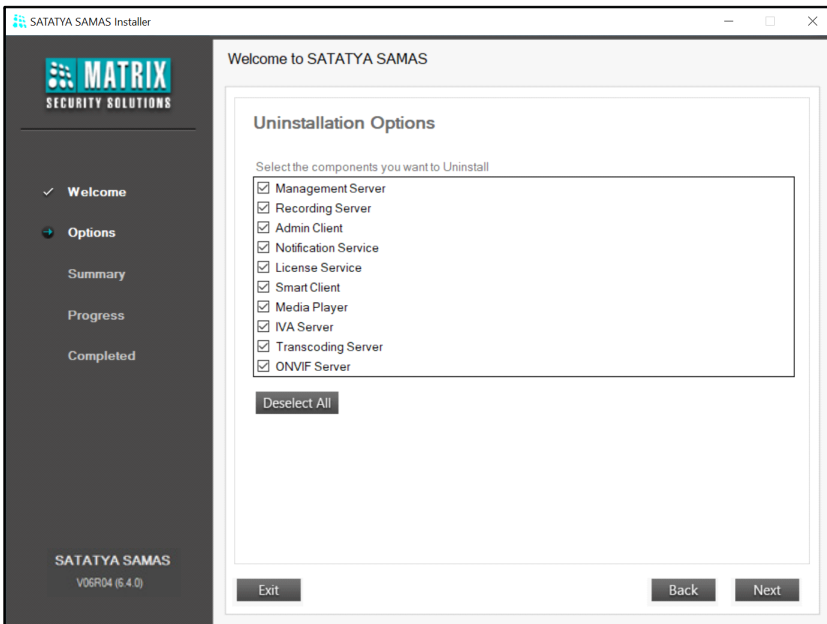 SATATYA SAMAS Installer
MATRIX
SECURITY SOLUTIONS
Welcome
Options
Summary
Progress
Completed
SATATYA SAMAS
V06R04 (6.4.0)
Welcome to SATATYA SAMAS
Uninstallation Options
Select the components you want to Uninstall
Management Server
Recording Server
Admin Client
Notification Service
License Service
Smart Client
Media Player
IVA Server
Transcoding Server
ONVIF Server
Deselect All
Exit
Back
Next